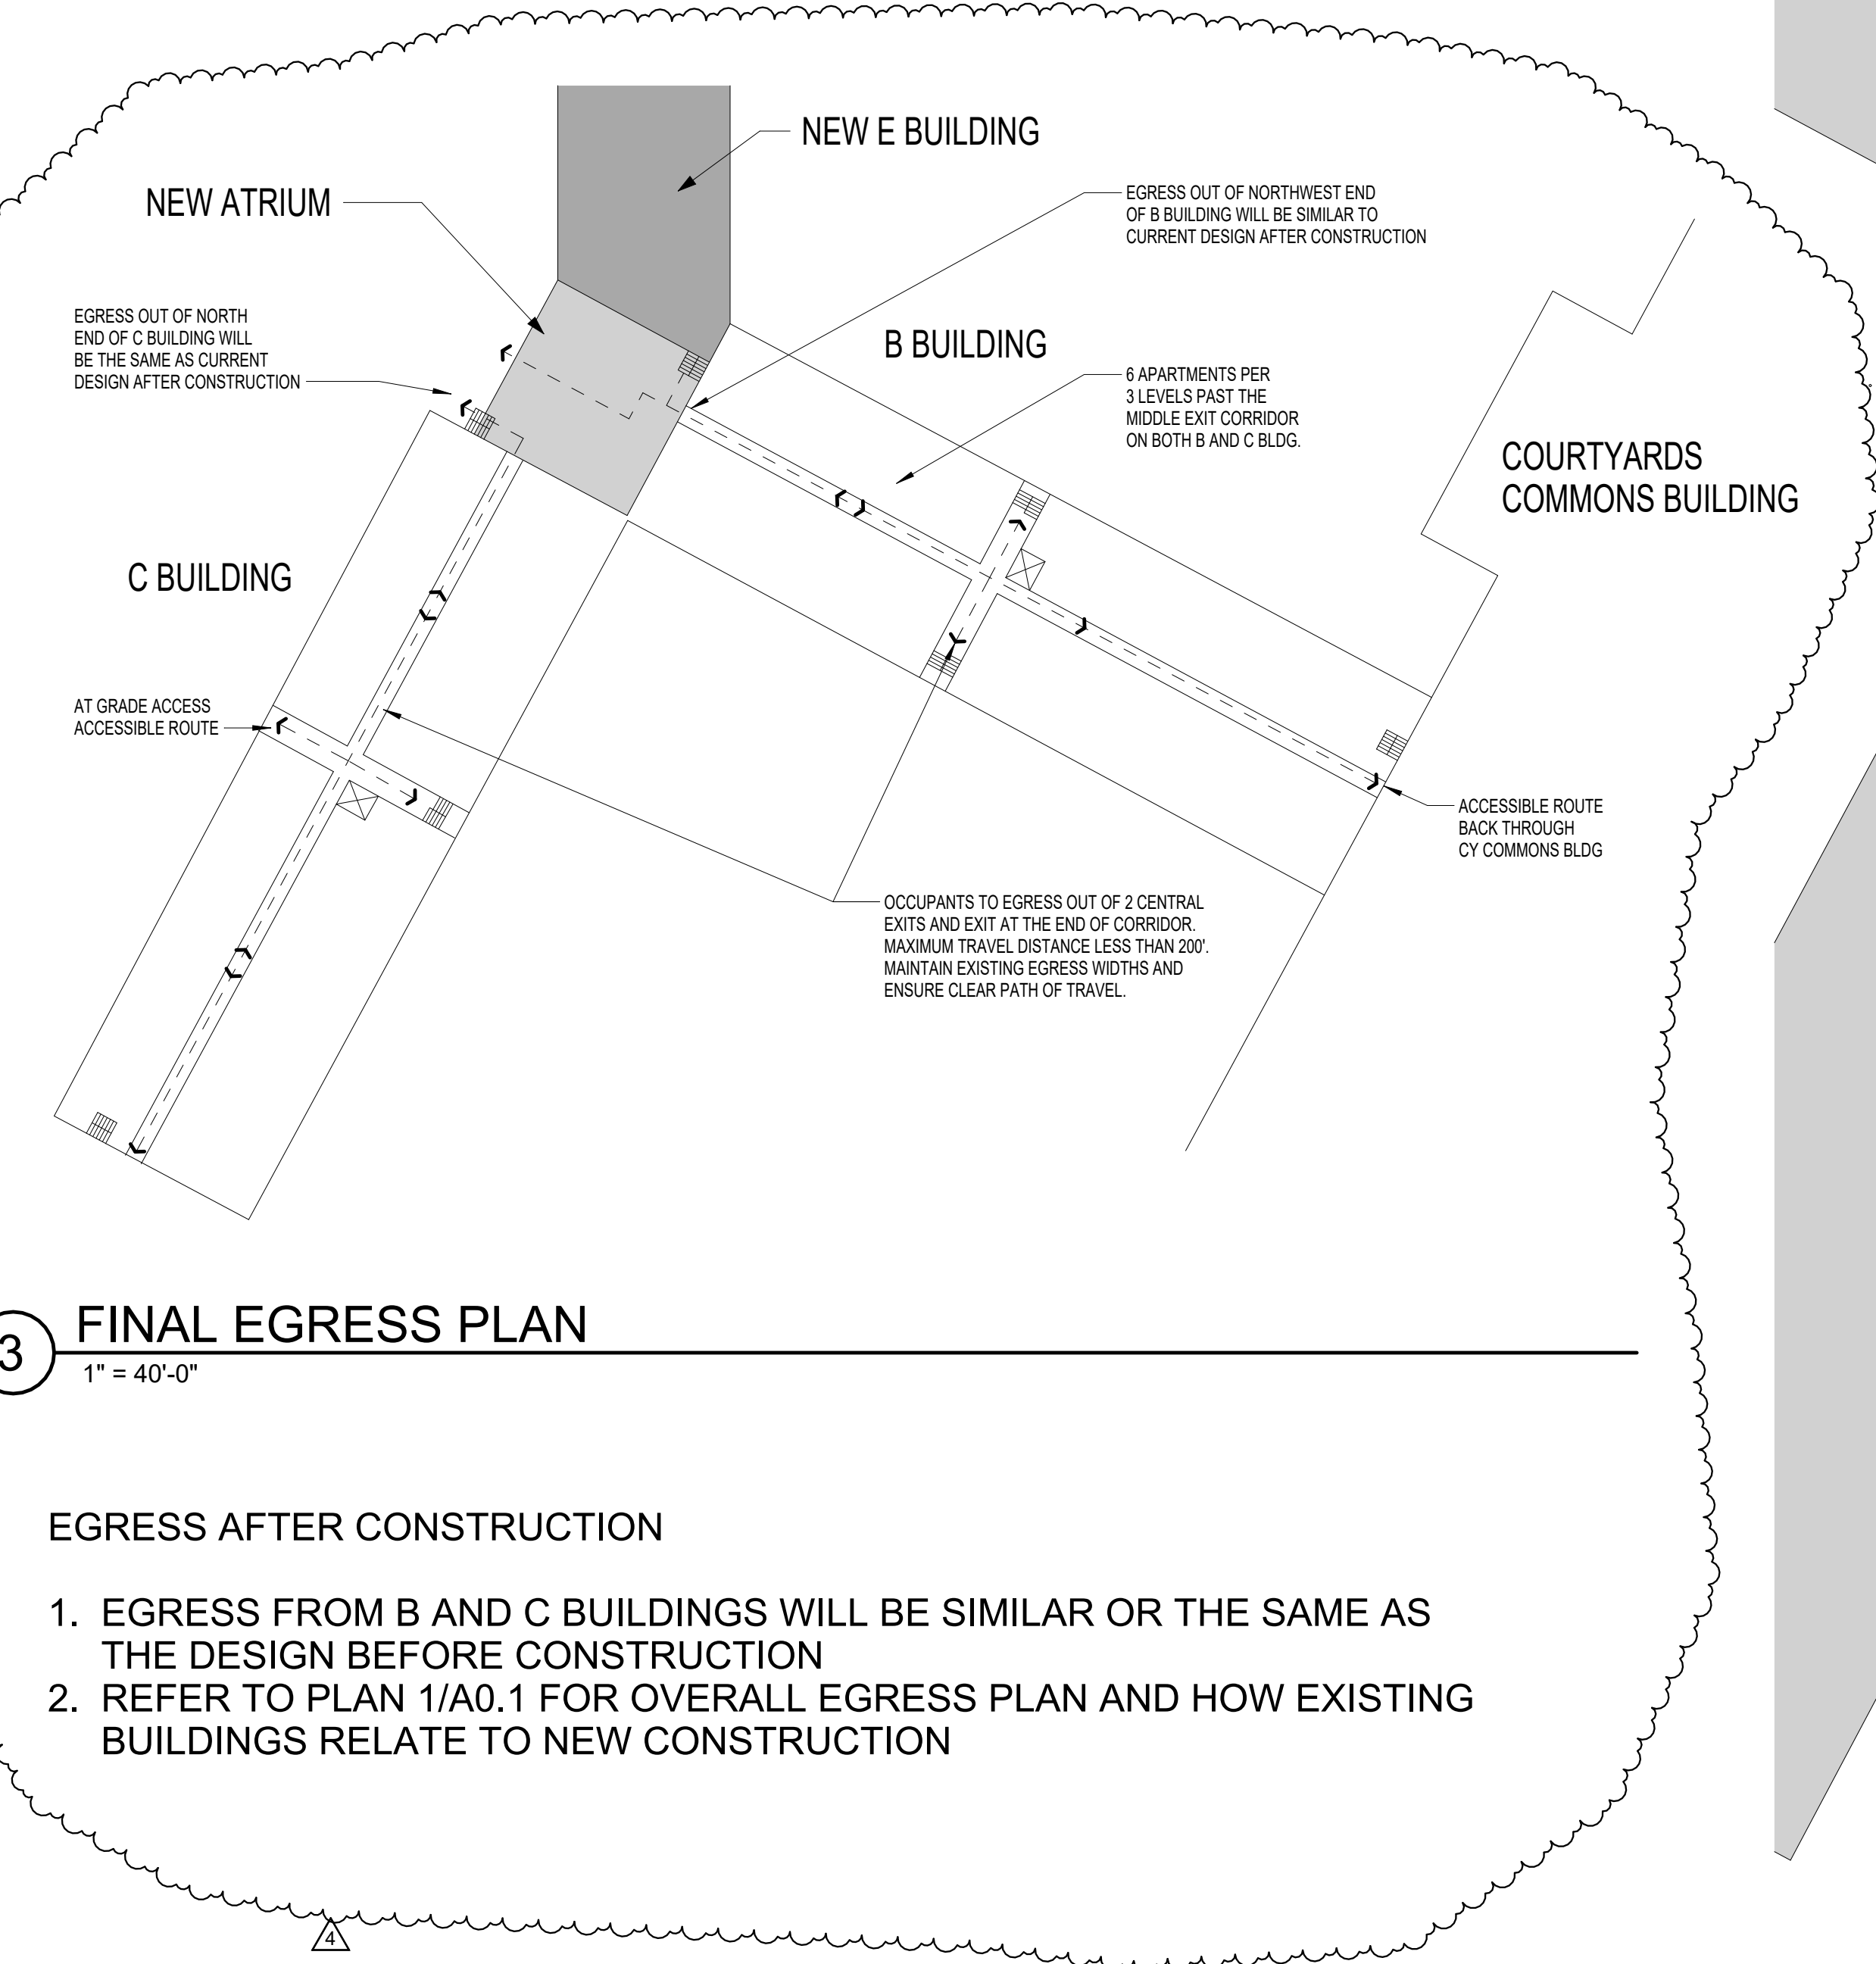 NEW E BUILDING
NEW ATRIUM
EGRESS OUT OF NORTHWEST END
OF B BUILDING WILL BE SIMILAR TO
CURRENT DESIGN AFTER CONSTRUCTION
EGRESS OUT OF NORTH
END OF C BUILDING WILL
BE THE SAME AS CURRENT
DESIGN AFTER CONSTRUCTION
B BUILDING
6 APARTMENTS PER
3 LEVELS PAST THE
MIDDLE EXIT CORRIDOR
ON BOTH B AND C BLDG.
COURTYARDS
COMMONS BUILDING
C BUILDING
AT GRADE ACCESS
ACCESSIBLE ROUTE
ACCESSIBLE ROUTE
BACK THROUGH
CY COMMONS BLDG
OCCUPANTS TO EGRESS OUT OF 2 CENTRAL
EXITS AND EXIT AT THE END OF CORRIDOR.
MAXIMUM TRAVEL DISTANCE LESS THAN 200'.
MAINTAIN EXISTING EGRESS WIDTHS AND
ENSURE CLEAR PATH OF TRAVEL.
3
FINAL EGRESS PLAN
1" = 40'-0"
EGRESS AFTER CONSTRUCTION
1. EGRESS FROM B AND C BUILDINGS WILL BE SIMILAR OR THE SAME AS
THE DESIGN BEFORE CONSTRUCTION
2. REFER TO PLAN 1/A0.1 FOR OVERALL EGRESS PLAN AND HOW EXISTING
BUILDINGS RELATE TO NEW CONSTRUCTION
4